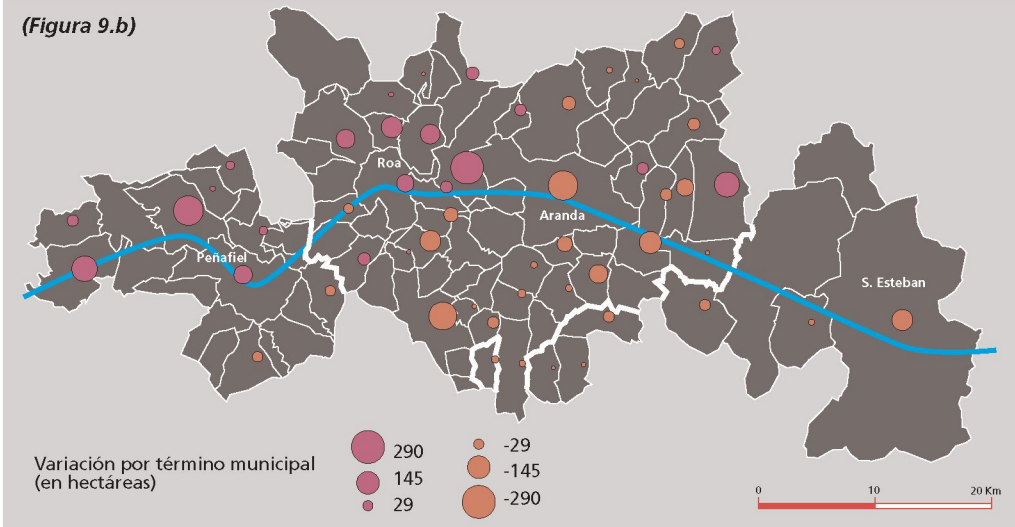 (Figura 9.b)
Roa
Aranda
Peñafiel
S. Esteban
Variación por término municipal
(en hectáreas)
290
145
29
-29
-145
-290
0 10 20 Km